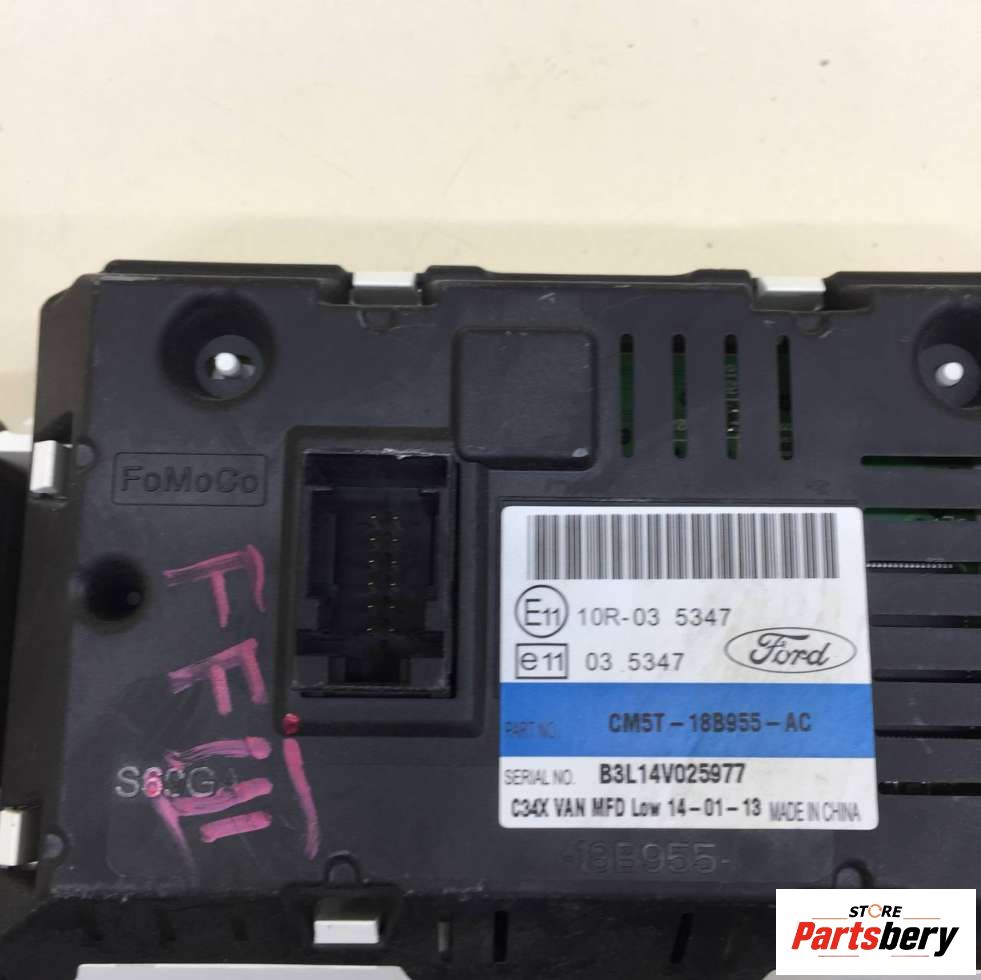 FoMoCo
E11 10R-03 5347
e11 03 5347
Ford
PART NO. CM5T-18B955-AC
SERIAL NO. B3L14V025977
C34X VAN MFD Low 14-01-13 MADE IN CHINA
-18B955-
STORE
Partsbery